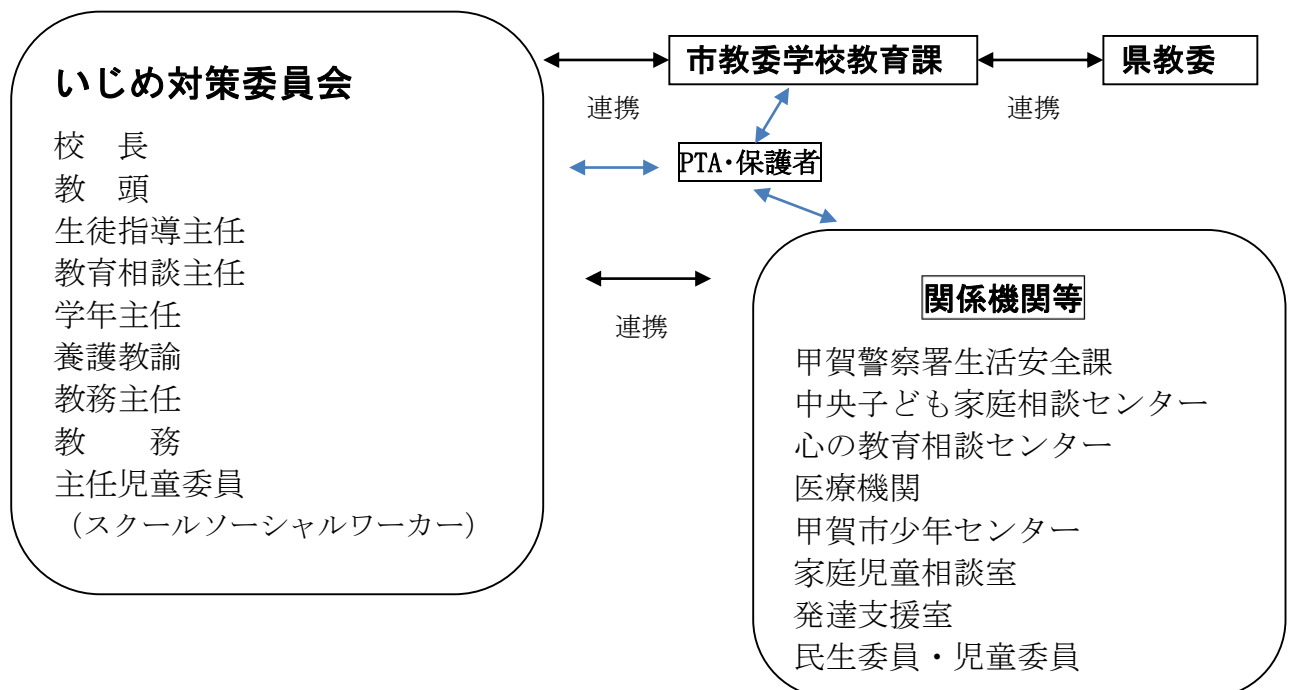 いじめ対策委員会
校　長
教　頭
生徒指導主任
教育相談主任
学年主任
養護教諭
教務主任
教　　務
主任児童委員
（スクールソーシャルワーカー）
連携
市教委学校教育課
連携
県教委
PTA・保護者
連携
関係機関等
甲賀警察署生活安全課
中央子ども家庭相談センター
心の教育相談センター
医療機関
甲賀市少年センター
家庭児童相談室
発達支援室
民生委員・児童委員